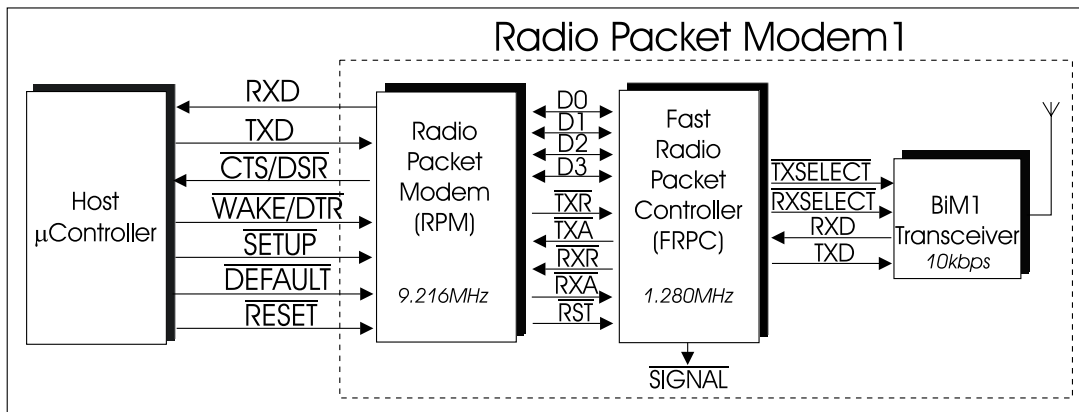 Radio Packet Modem1
Host
µController
RXD
TXD
CTS/DSR
WAKE/DTR
SETUP
DEFAULT
RESET
Radio
Packet
Modem
(RPM)
9.216MHz
D0
D1
D2
D3
TXR
TXA
RXR
RXA
RST
Fast
Radio
Packet
Controller
(FRPC)
1.280MHz
SIGNAL
TXSELECT
RXSELECT
RXD
TXD
BiM1
Transceiver
10kbps